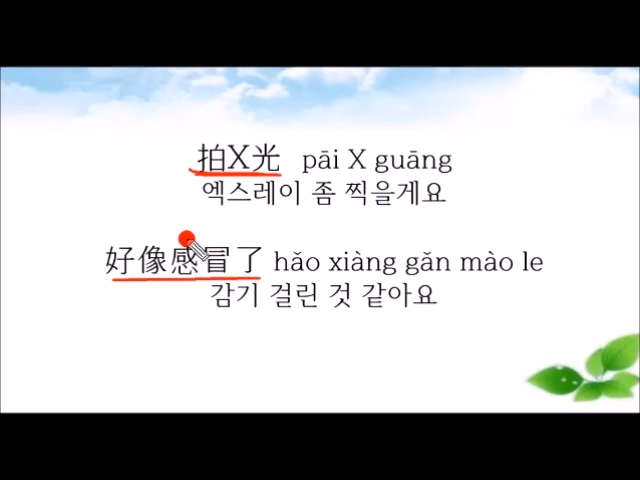 拍X光 pāi X guāng
엑스레이 좀 찍을게요
好像感冒了 hǎo xiàng gǎn mào le
감기 걸린 것 같아요